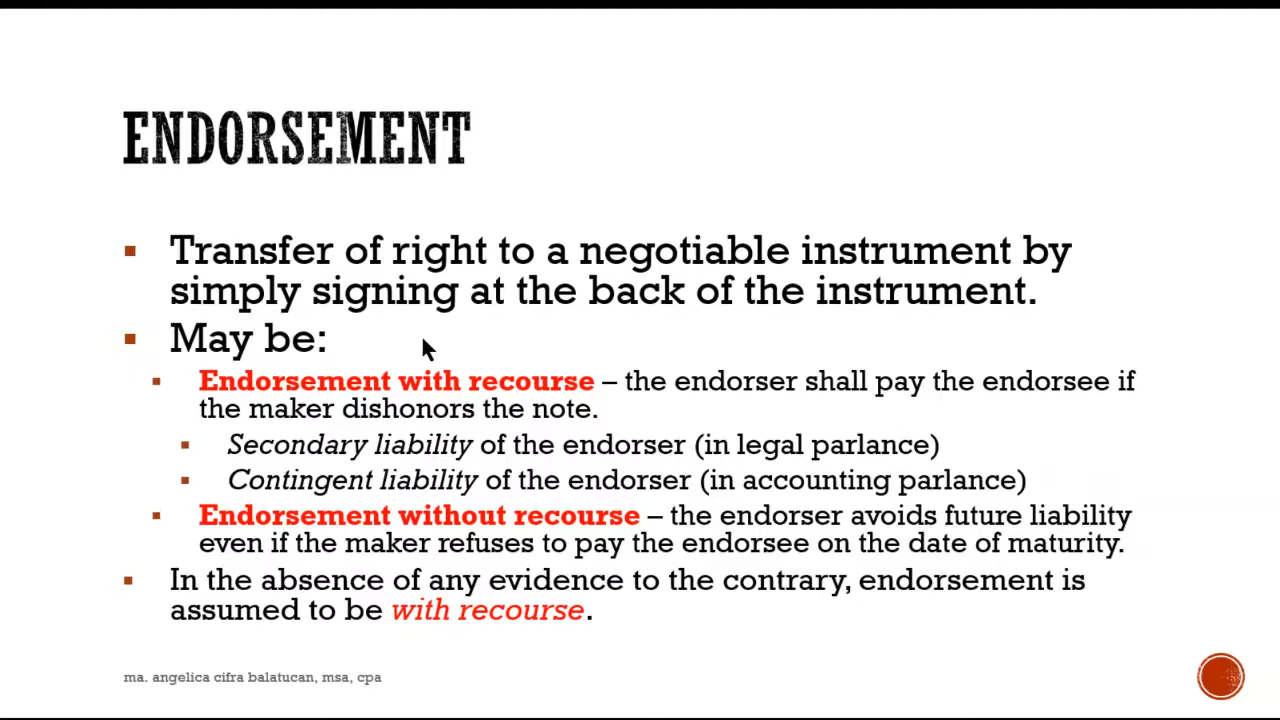 ENDORSEMENT
Transfer of right to a negotiable instrument by
simply signing at the back of the instrument.
May be:
Endorsement with recourse – the endorser shall pay the endorsee if
the maker dishonors the note.
Secondary liability of the endorser (in legal parlance)
Contingent liability of the endorser (in accounting parlance)
Endorsement without recourse – the endorser avoids future liability
even if the maker refuses to pay the endorsee on the date of maturity.
In the absence of any evidence to the contrary, endorsement is
assumed to be with recourse.
ma. angelica cifra balatucan, msa, cpa